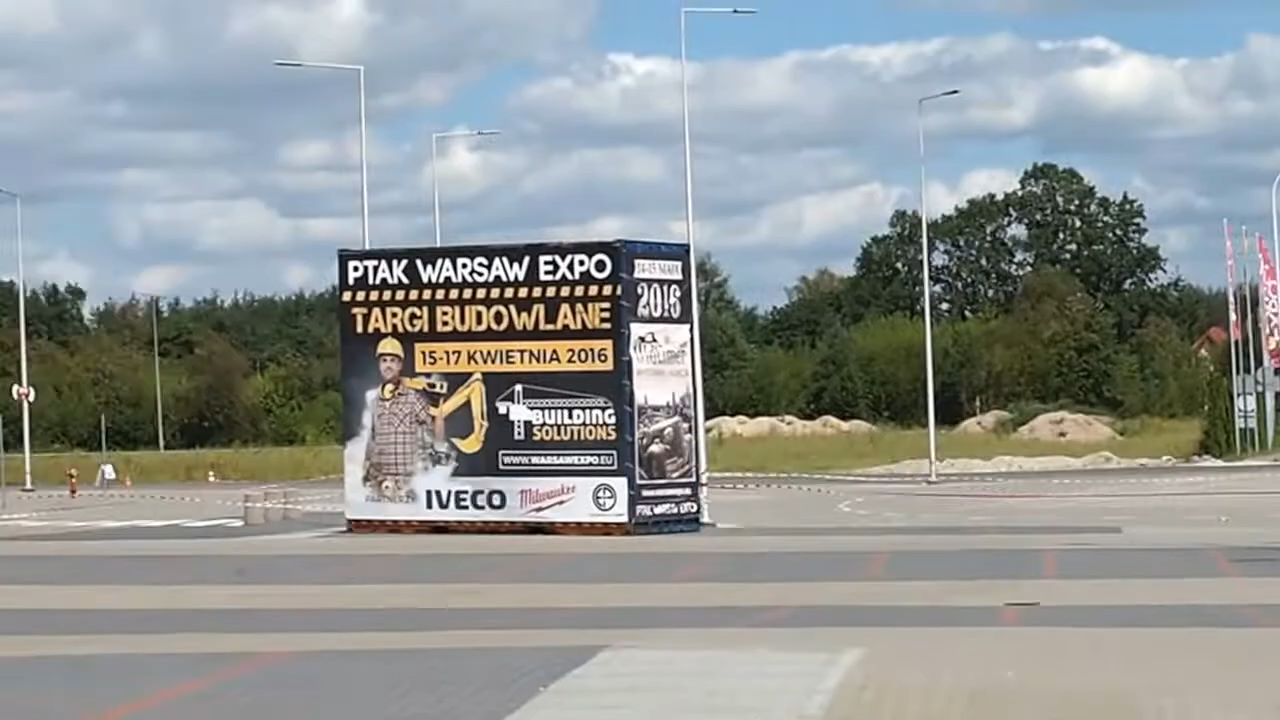 PTAK WARSAW EXPO
TARGI BUDOWLANE
15-17 KWIETNIA 2016
BUILDING
SOLUTIONS
WWW.WARSAWEXPO.EU
PARTNERZY
IVECO
Milwaukee
2016
PTAK WARSAW EXPO